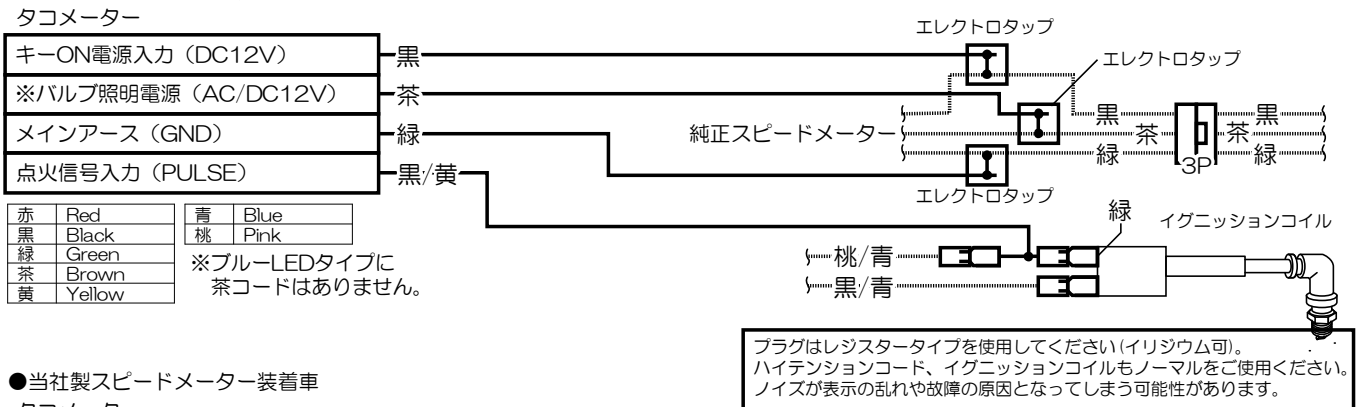 タコメーター
キーON電源入力（DC12V）
※バルブ照明電源（AC/DC12V）
メインアース（GND）
点火信号入力（PULSE）
黒
茶
緑
黒/黄
エレクトロタップ
エレクトロタップ
純正スピードメーター
黒
茶
緑
3P
黒
茶
緑
エレクトロタップ
赤 Red
黒 Black
緑 Green
茶 Brown
黄 Yellow
青 Blue
桃 Pink
※ブルーLEDタイプに
茶コードはありません。
緑
イグニッションコイル
桃/青
黒/青
プラグはレジスタータイプを使用してください(イリジウム可)。
ハイテンションコード、イグニッションコイルもノーマルをご使用ください。
ノイズが表示の乱れや故障の原因となってしまう可能性があります。
●当社製スピードメーター装着車